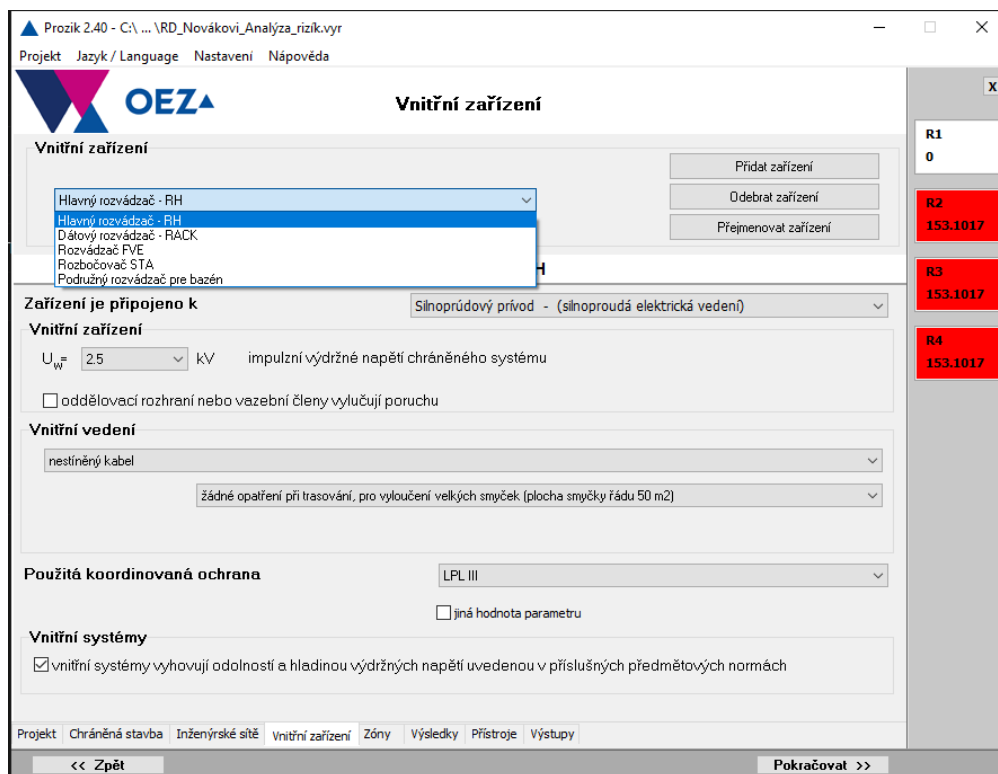 Prozik 2.40 - C:\ ... \RD_Novákovi_Analýza_rizík.vyr
Projekt Jazyk / Language Nastavení Nápověda
OEZ
Vnitřní zařízení
X
Vnitřní zařízení
Hlavný rozvádzač - RH
Hlavný rozvádzač - RH
Dátový rozvádzač - RACK
Rozvádzač FVE
Rozbočovač STA
Podružný rozvádzač pre bazén
Přidat zařízení
Odebrat zařízení
Přejmenovat zařízení
H
R1
0
R2
153.1017
R3
153.1017
R4
153.1017
Zařízení je připojeno k
Silnoprúdový prívod - (silnoproudá elektrická vedení)
Vnitřní zařízení
Uw= 2.5 kV impulzní výdržné napětí chráněného systému
oddělovací rozhraní nebo vazební členy vylučují poruchu
Vnitřní vedení
nestíněný kabel
žádné opatření při trasování, pro vyloučení velkých smyček (plocha smyčky řádu 50 m2)
Použitá koordinovaná ochrana
LPL III
jiná hodnota parametru
Vnitřní systémy
vnitřní systémy vyhovují odolností a hladinou výdržných napětí uvedenou v příslušných předmětových normách
Projekt Chráněná stavba Inženýrské sítě Vnitřní zařízení Zóny Výsledky Přístroje Výstupy
<< Zpět
Pokračovat >>